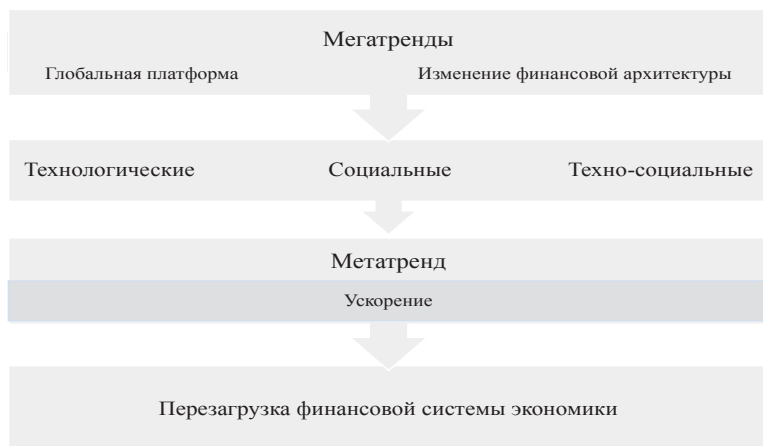 Мегатренды
Глобальная платформа Изменение финансовой архитектуры
Технологические Социальные Техно-социальные
Метатренд
Ускорение
Перезагрузка финансовой системы экономики